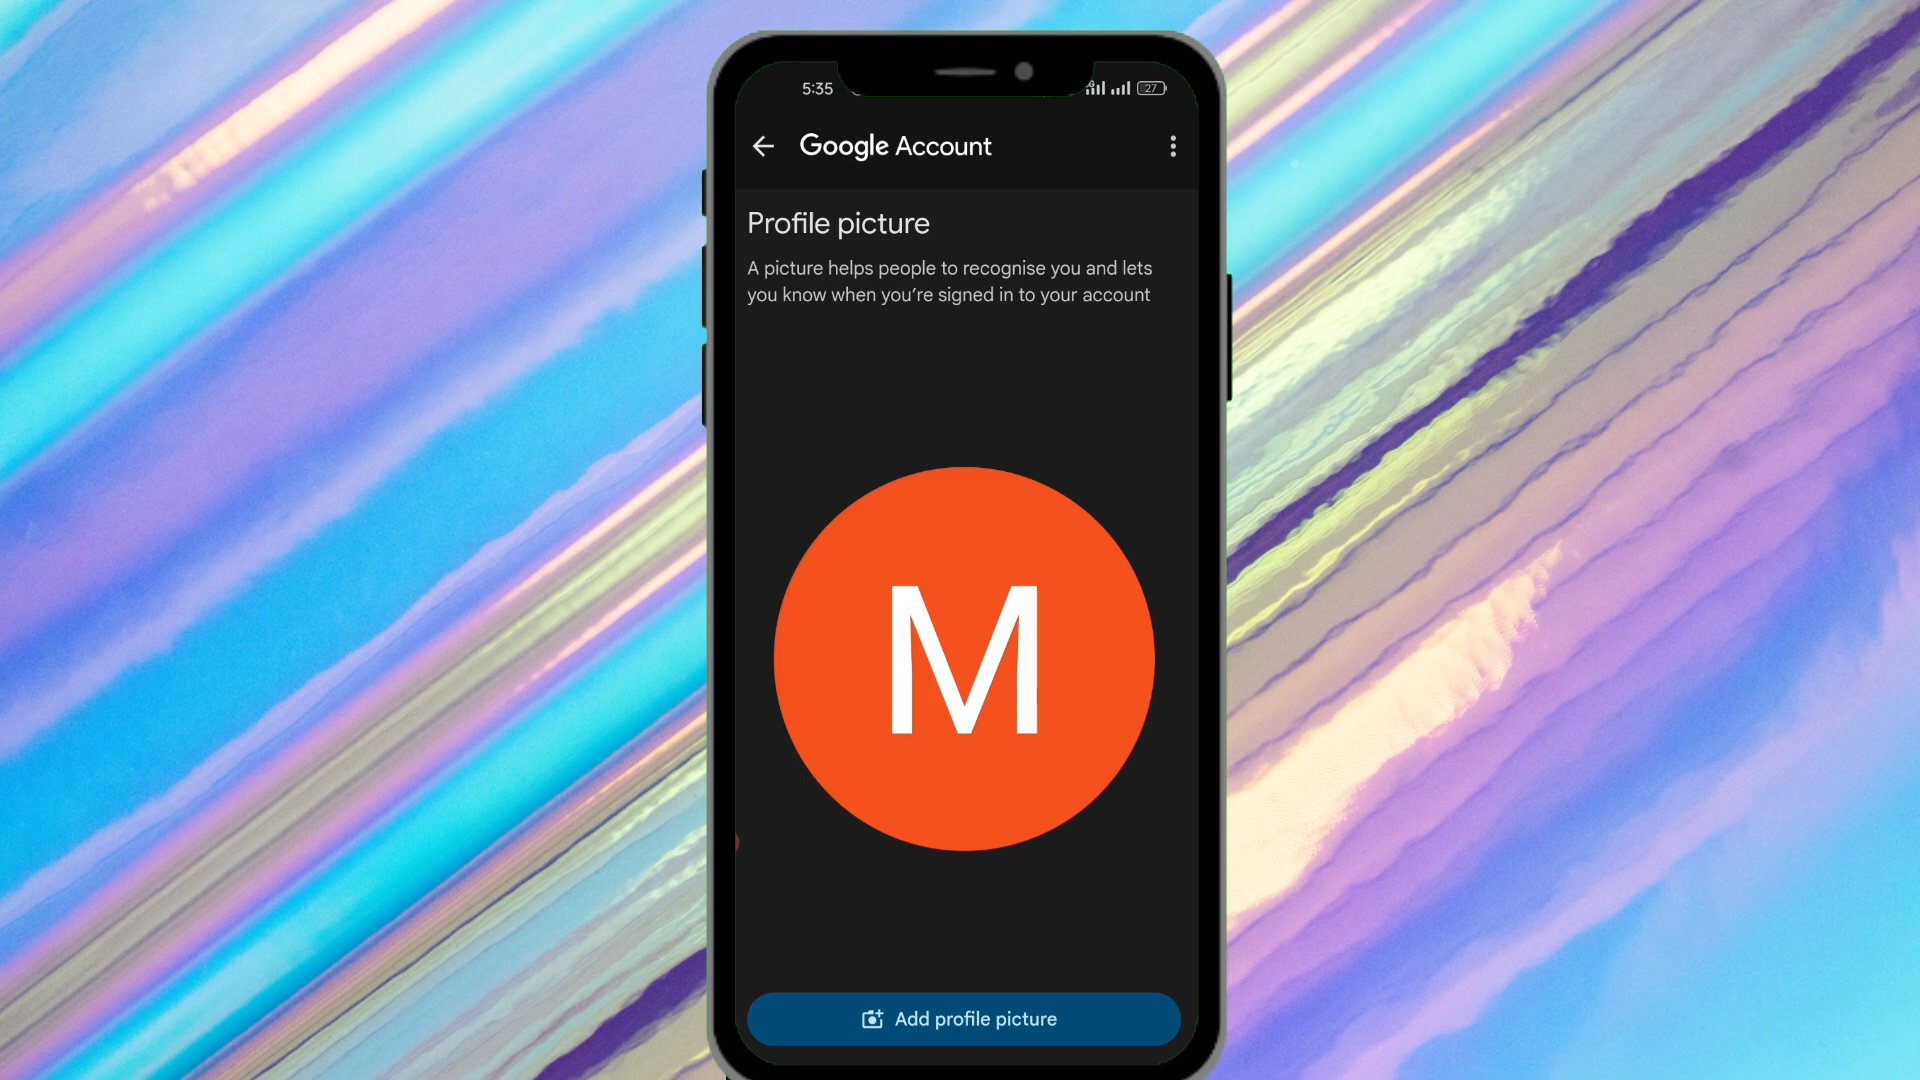 5:35
27
Google Account
Profile picture
A picture helps people to recognise you and lets
you know when you're signed in to your account
M
Add profile picture